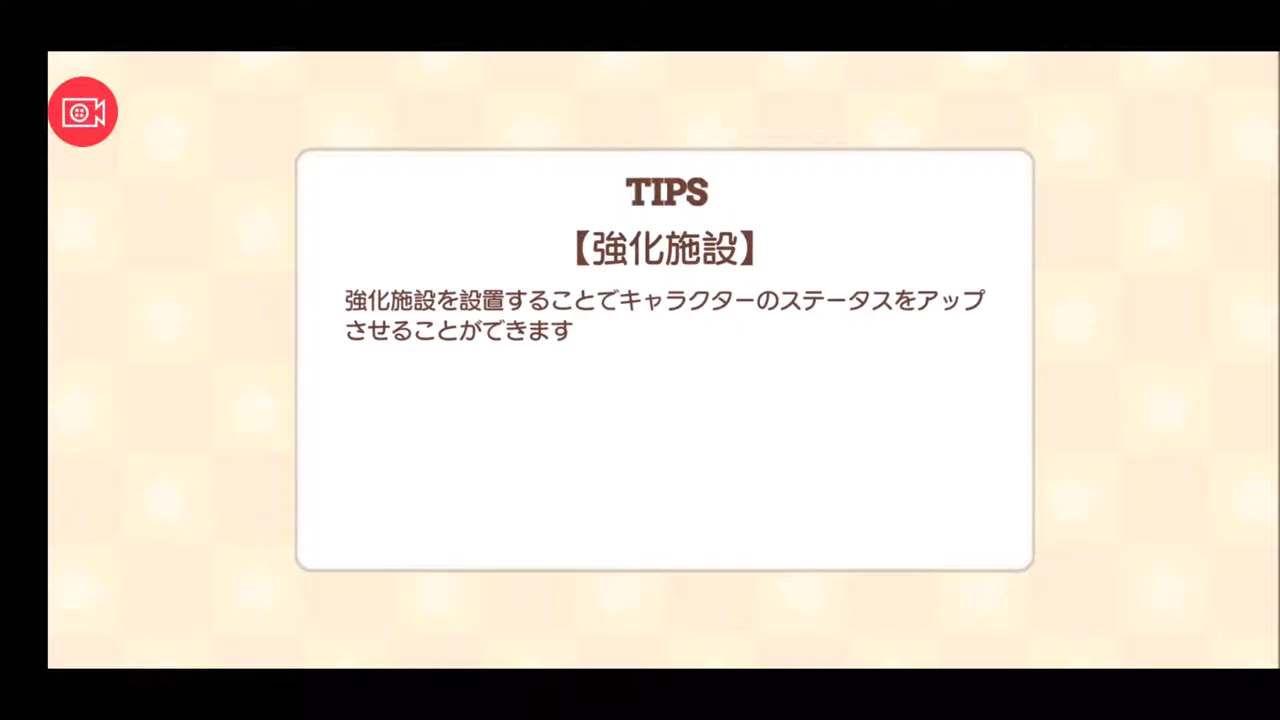 TIPS
【強化施設】
強化施設を設置することでキャラクターのステータスをアップ
させることができます